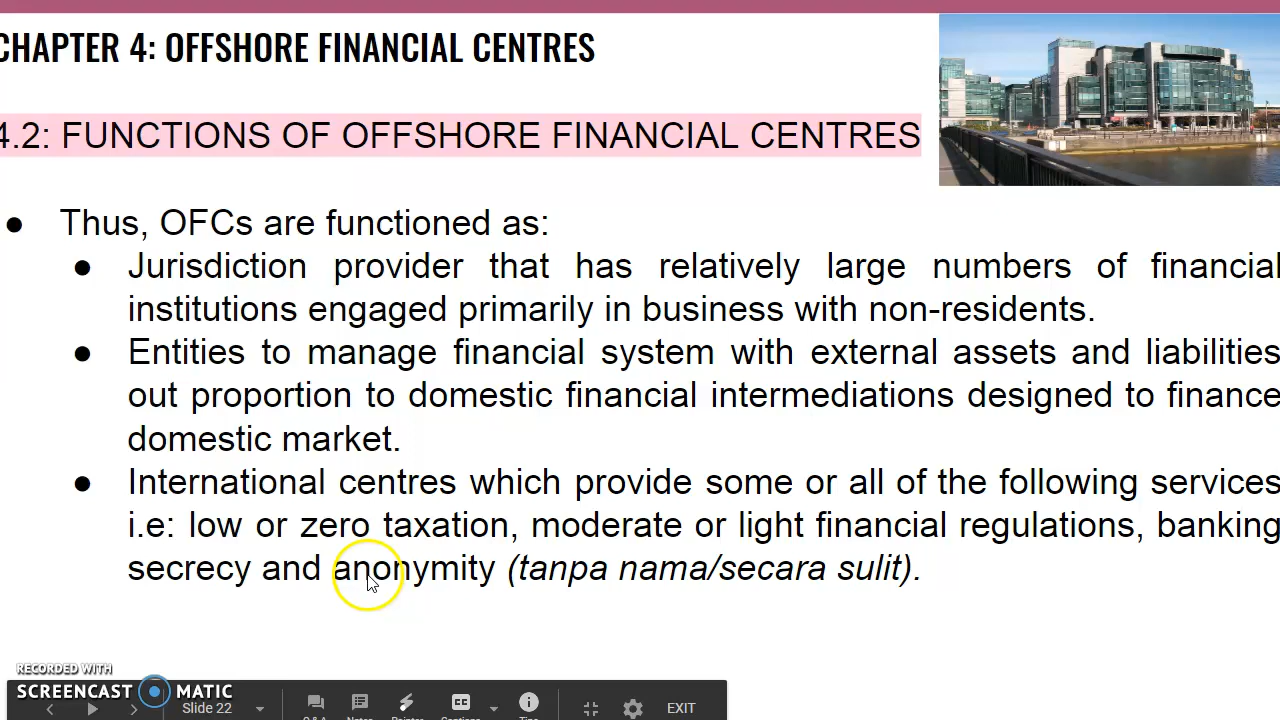 CHAPTER 4: OFFSHORE FINANCIAL CENTRES
4.2: FUNCTIONS OF OFFSHORE FINANCIAL CENTRES
● Thus, OFCs are functioned as:
● Jurisdiction provider that has relatively large numbers of financial
institutions engaged primarily in business with non-residents.
● Entities to manage financial system with external assets and liabilities
out proportion to domestic financial intermediations designed to finance
domestic market.
● International centres which provide some or all of the following services
i.e: low or zero taxation, moderate or light financial regulations, banking
secrecy and anonymity (tanpa nama/secara sulit).
RECORDED WITH
SCREENCAST MATIC
Slide 22
EXIT